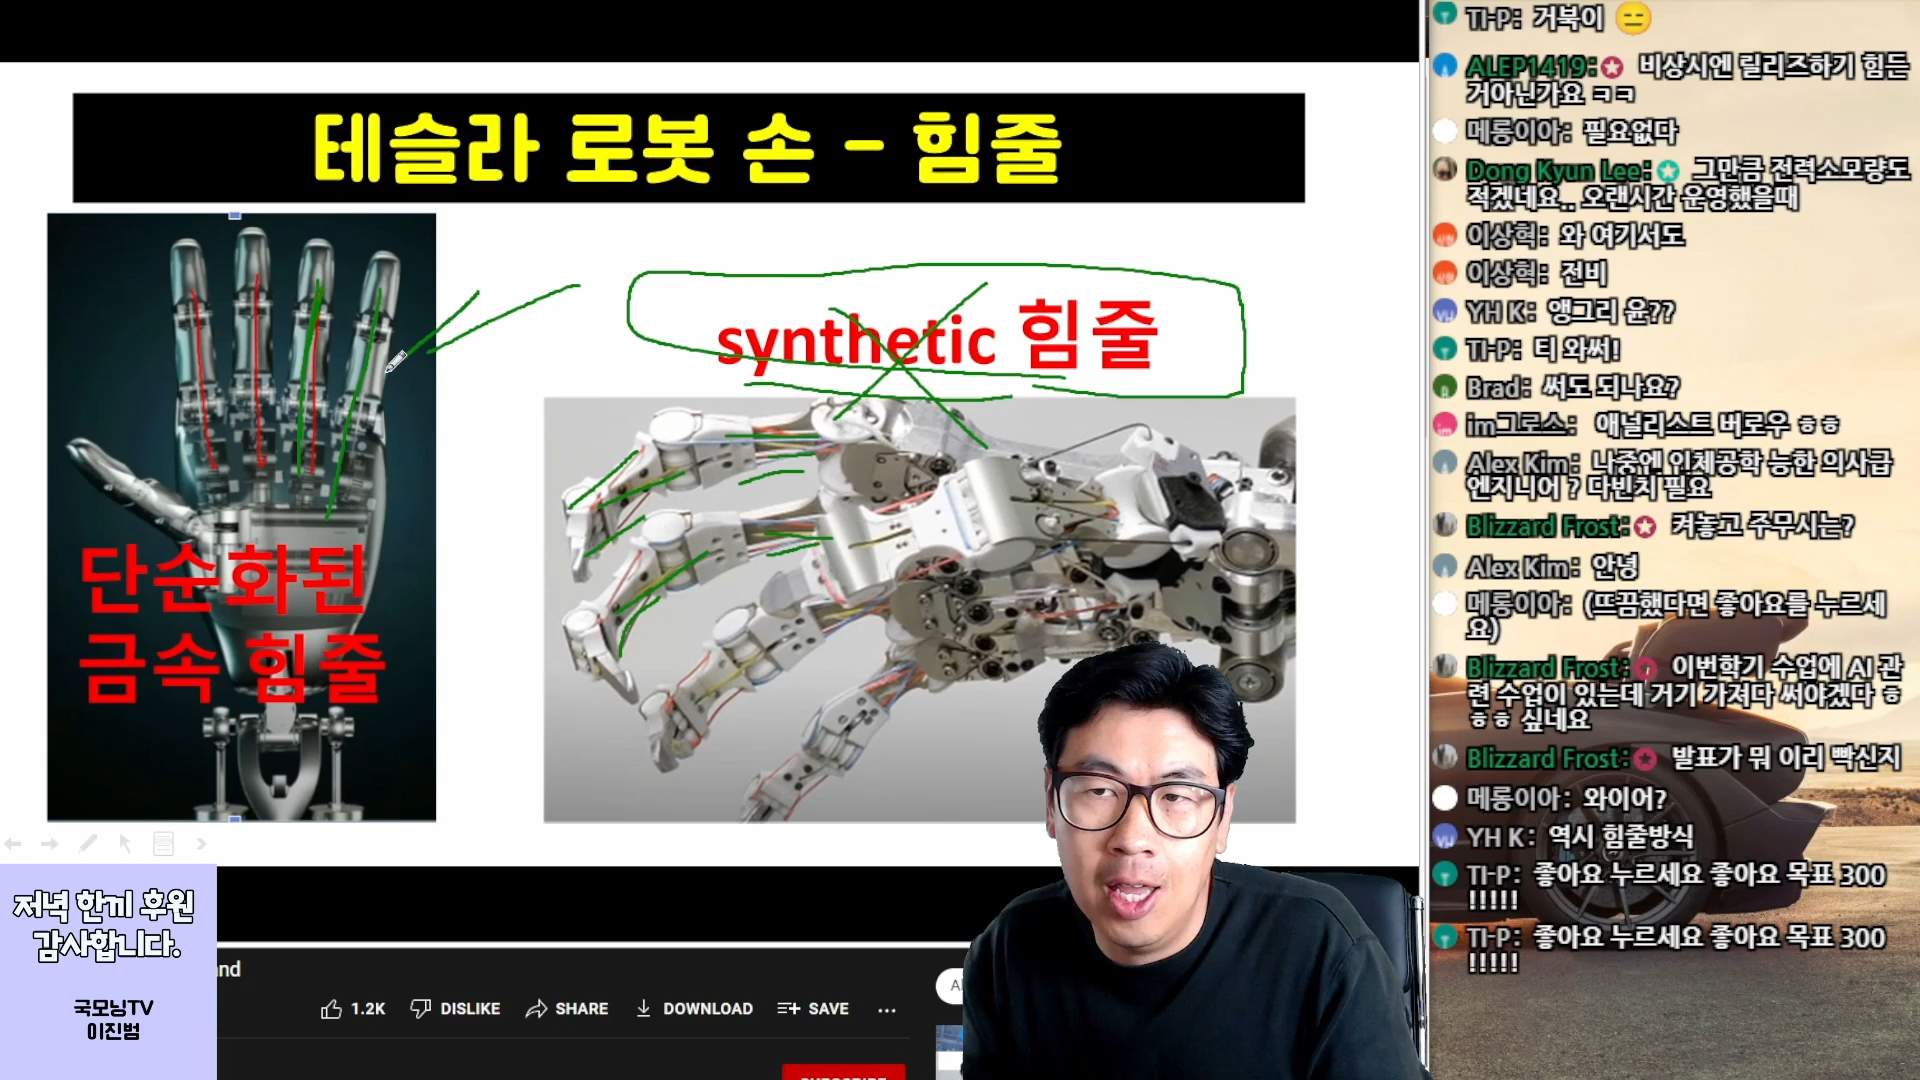 테슬라 로봇 손 - 힘줄
synthetic 힘줄
단순화된
금속 힘줄
저녁 한끼 후원
감사합니다.
국모닝TV
이진범
nd
1.2K DISLIKE SHARE DOWNLOAD SAVE
TI-P: 거북이
ALEP1419: 비상시엔 릴리즈하기 힘든
거아닌가요 ㅋㅋ
메롱이아: 필요없다
Dong Kyun Lee: 그만큼 전력소모량도
적겠네요.. 오랜시간 운영했을때
이상혁: 와 여기서도
이상혁: 전비
YH K: 앵그리 윤??
TI-P: 티 와써!
Brad: 써도 되나요?
im그로스: 애널리스트 버로우 ㅎㅎ
Alex Kim: 나중엔 인체공학 능한 의사급
엔지니어 ? 다빈치 필요
Blizzard Frost: 켜놓고 주무시는?
Alex Kim: 안녕
메롱이아: (뜨끔했다면 좋아요를 누르세
요)
Blizzard Frost: 이번학기 수업에 AI 관
련 수업이 있는데 거기 가져다 써야겠다 ㅎ
ㅎㅎ 싶네요
Blizzard Frost: 발표가 뭐 이리 빡신지
메롱이아: 와이어?
YH K: 역시 힘줄방식
TI-P: 좋아요 누르세요 좋아요 목표 300
!!!!!
TI-P: 좋아요 누르세요 좋아요 목표 300
!!!!!